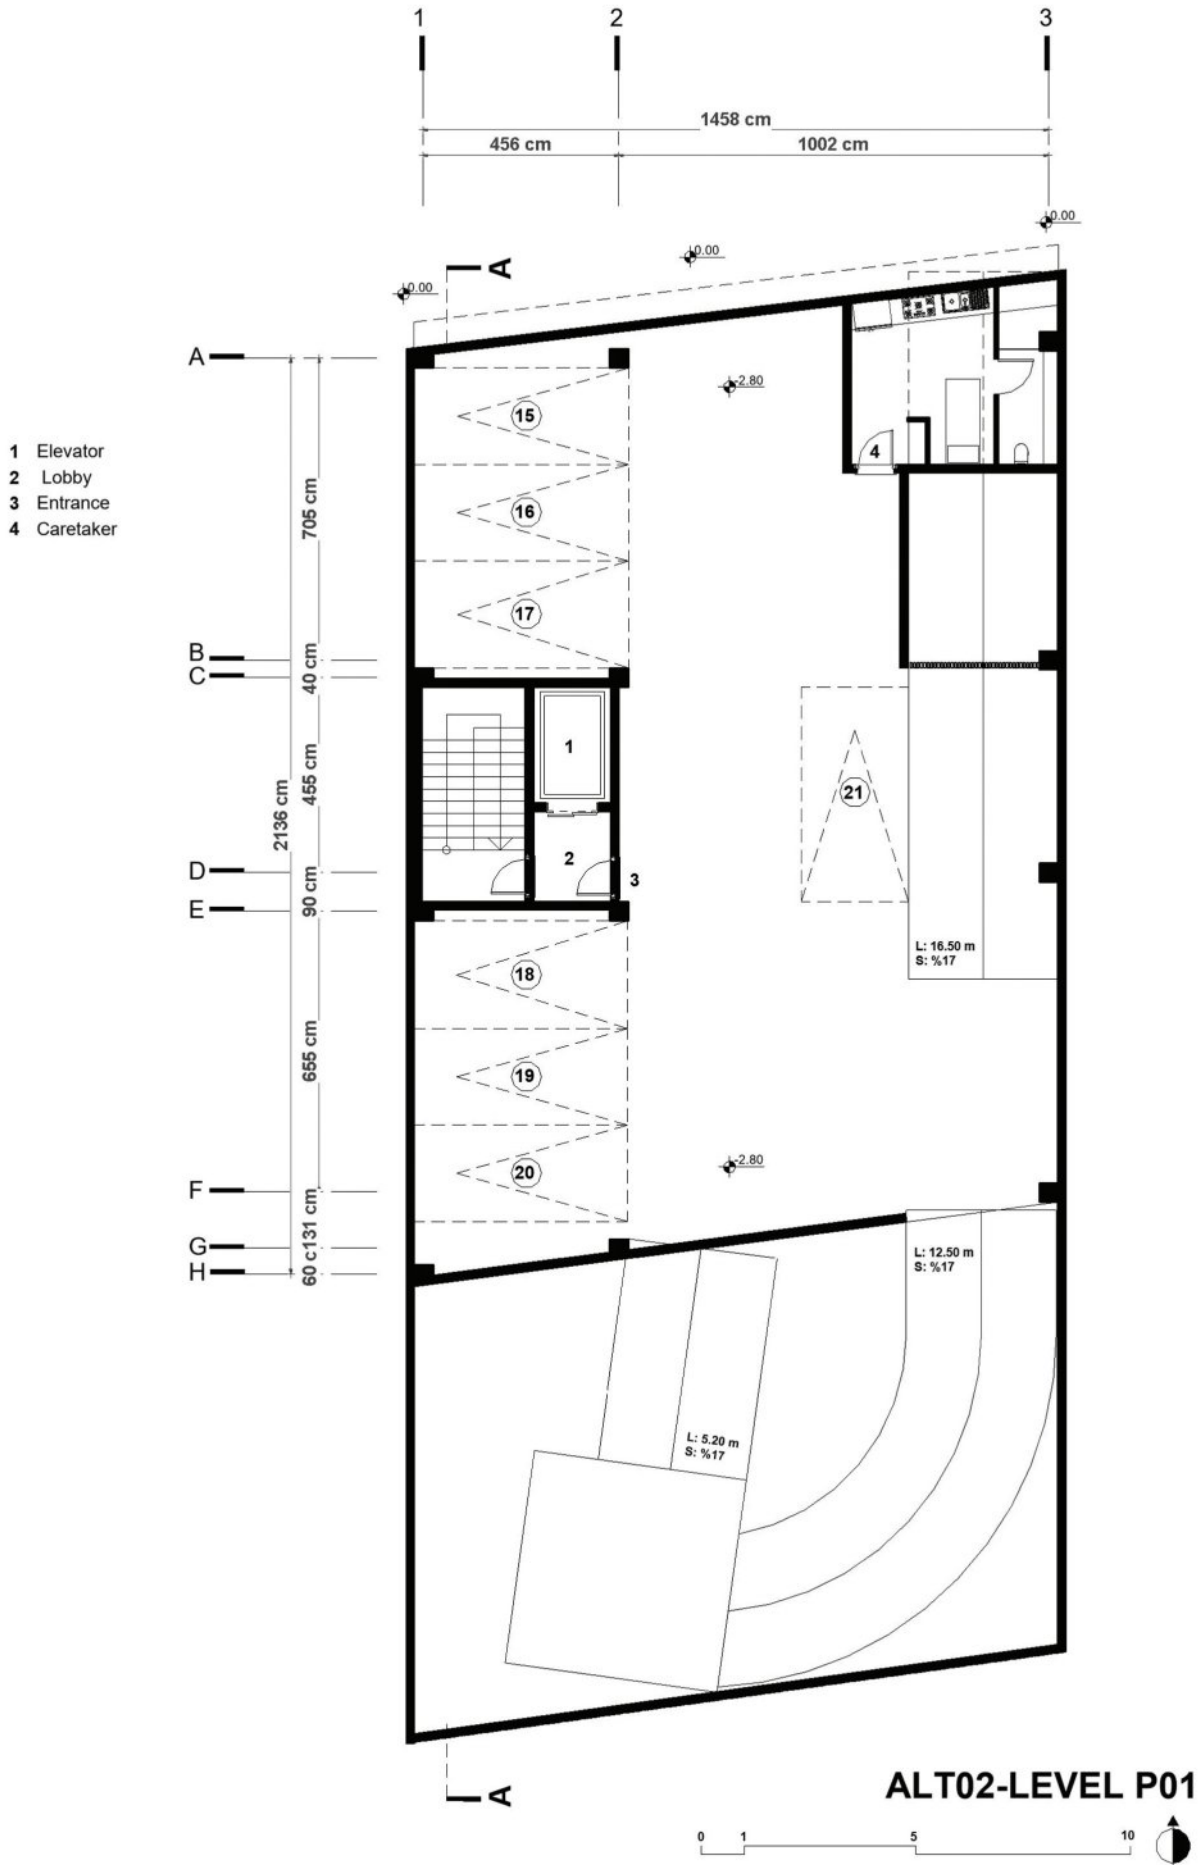 1 2 3
1458 cm
456 cm 1002 cm
0.00
0.00
0.00
A
A
-2.80
15
4
1 Elevator
2 Lobby
3 Entrance
4 Caretaker
705 cm
16
17
B
C
40 cm
1
455 cm
2136 cm
21
2
D
3
90 cm
E
L: 16.50 m
S: %17
18
655 cm
19
20
-2.80
F
131 cm
G
60 c
H
L: 12.50 m
S: %17
L: 5.20 m
S: %17
A
ALT02-LEVEL P01
0 1 5 10